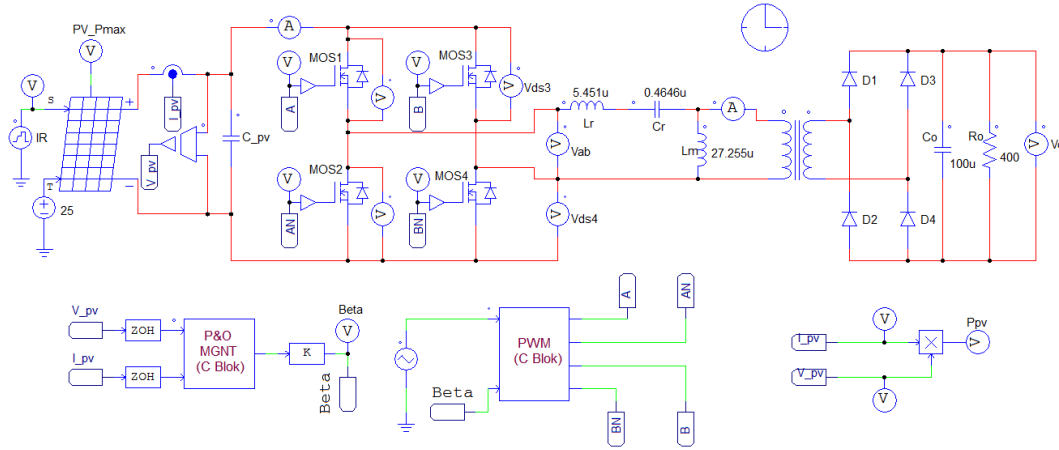 PV_Pmax
V
A
MOS1
MOS3
V
V
Vds3
V
V
S
+
I_pv
A
B
V
IR
C_pv
V_pv
T
-
25
MOS2
MOS4
V
V
AN
BN
V
5.451u
Lr
0.4646u
Cr
A
V
Vab
Lm
27.255u
V
Vds4
D1
D3
D2
D4
Co
100u
Ro
400
V
V_pv
ZOH
I_pv
ZOH
P&O
MGNT
(C Blok)
K
Beta
V
Beta
Beta
PWM
(C Blok)
A
AN
BN
B
I_pv
V
V_pv
V
Ppv
V